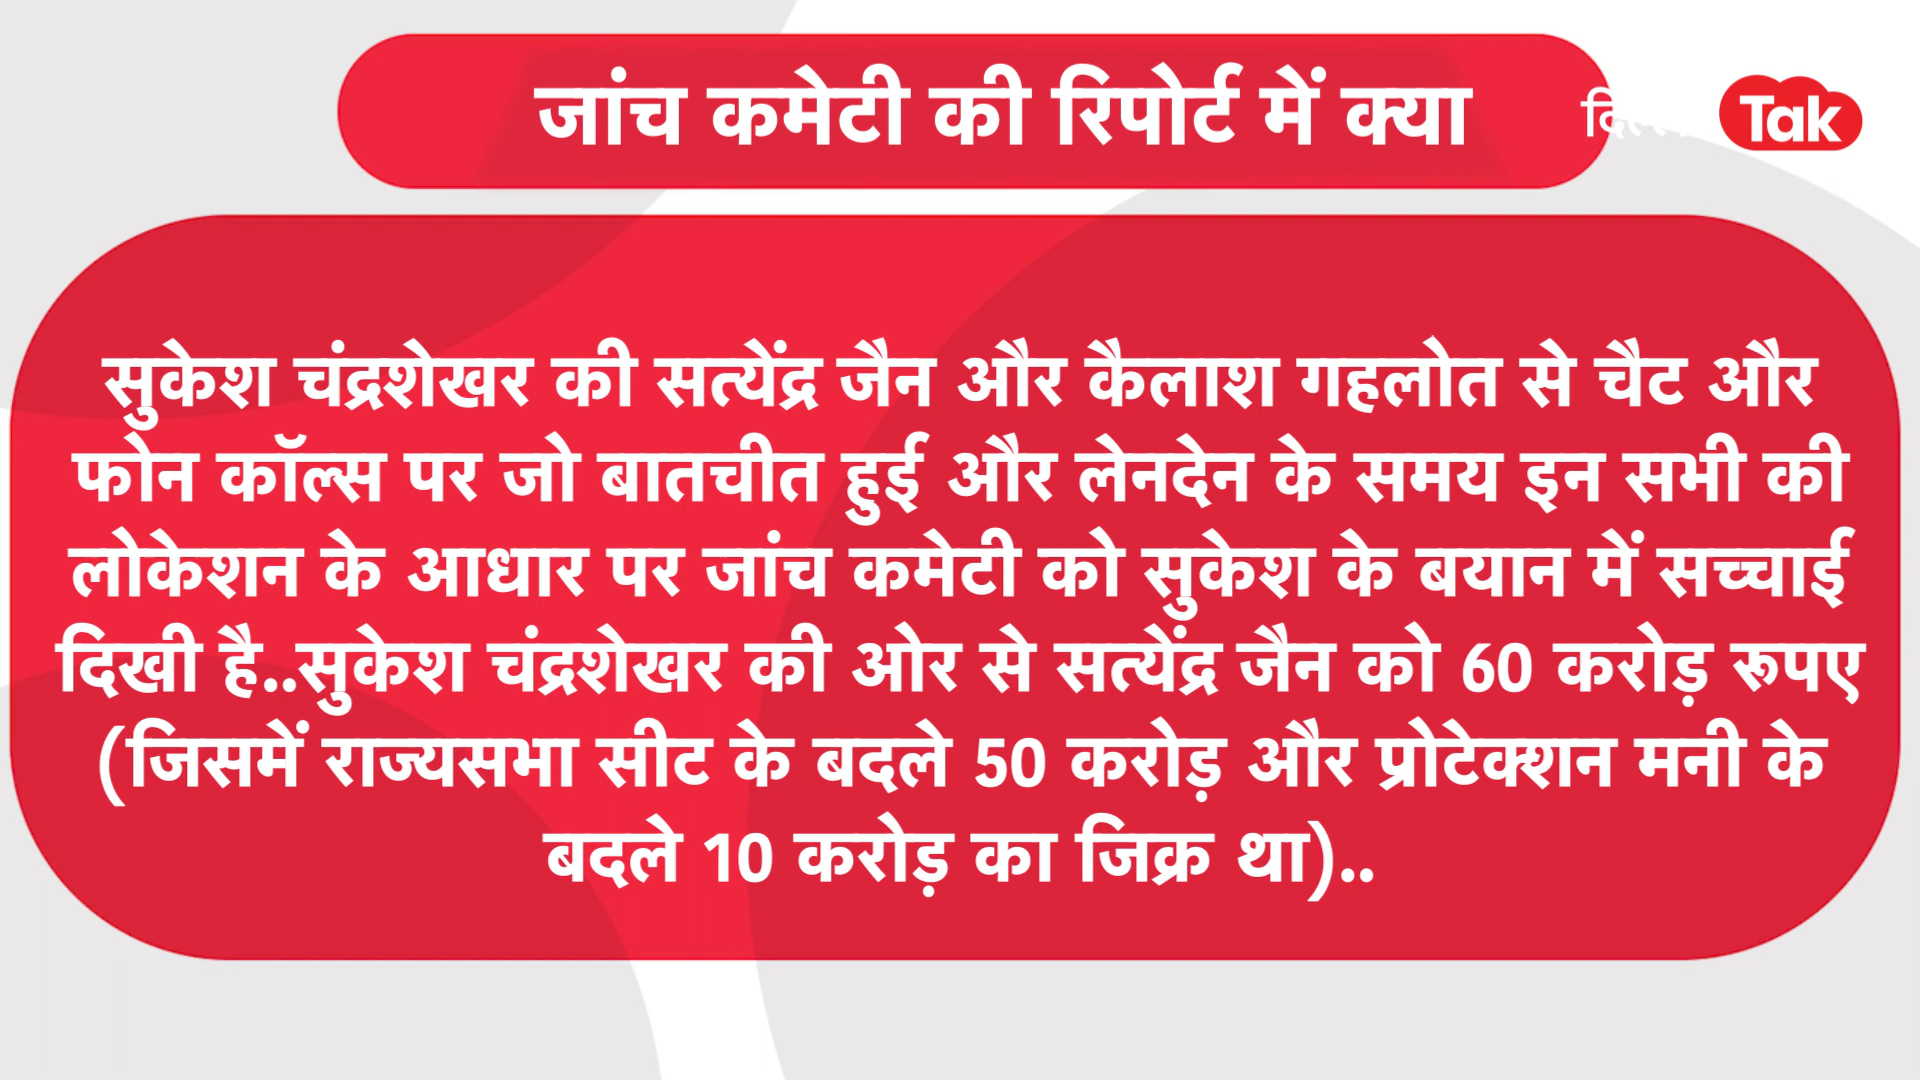 जांच कमेटी की रिपोर्ट में क्या
Tak
सुकेश चंद्रशेखर की सत्येंद्र जैन और कैलाश गहलोत से चैट और
फोन कॉल्स पर जो बातचीत हुई और लेनदेन के समय इन सभी की
लोकेशन के आधार पर जांच कमेटी को सुकेश के बयान में सच्चाई
दिखी है..सुकेश चंद्रशेखर की ओर से सत्येंद्र जैन को 60 करोड़ रूपए
(जिसमें राज्यसभा सीट के बदले 50 करोड़ और प्रोटेक्शन मनी के
बदले 10 करोड़ का जिक्र था)..